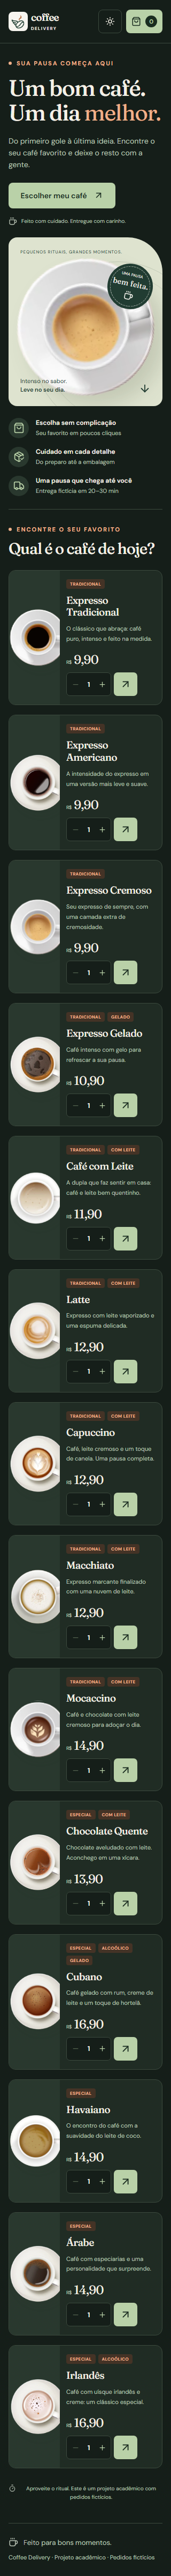 coffee
DELIVERY
0
SUA PAUSA COMEÇA AQUI
Um bom café.
Um dia melhor.
Do primeiro gole à última ideia. Encontre o
seu café favorito e deixe o resto com a
gente.
Escolher meu café
Feito com cuidado. Entregue com carinho.
PEQUENOS RITUAIS. GRANDES MOMENTOS.
UMA PAUSA
bem feita.
Intenso no sabor.
Leve no seu dia.
Escolha sem complicação
Seu favorito em poucos cliques
Cuidado em cada detalhe
Do preparo até a embalagem
Uma pausa que chega até você
Entrega fictícia em 20–30 min
ENCONTRE O SEU FAVORITO
Qual é o café de hoje?
TRADICIONAL
Expresso
Tradicional
O clássico que abraça: café
puro, intenso e feito na medida.
R$ 9,90
− 1 +
TRADICIONAL
Expresso
Americano
A intensidade do expresso em
uma versão mais leve e suave.
R$ 9,90
− 1 +
TRADICIONAL
Expresso Cremoso
Seu expresso de sempre, com
uma camada extra de
cremosidade.
R$ 9,90
− 1 +
TRADICIONAL GELADO
Expresso Gelado
Café intenso com gelo para
refrescar a sua pausa.
R$ 10,90
− 1 +
TRADICIONAL COM LEITE
Café com Leite
A dupla que faz sentir em casa:
café e leite bem quentinho.
R$ 11,90
− 1 +
TRADICIONAL COM LEITE
Latte
Expresso com leite vaporizado e
uma espuma delicada.
R$ 12,90
− 1 +
TRADICIONAL COM LEITE
Capuccino
Café, leite cremoso e um toque
de canela. Uma pausa completa.
R$ 12,90
− 1 +
TRADICIONAL COM LEITE
Macchiato
Expresso marcante finalizado
com uma nuvem de leite.
R$ 12,90
− 1 +
TRADICIONAL COM LEITE
Mocaccino
Café e chocolate com leite
cremoso para adoçar o dia.
R$ 14,90
− 1 +
ESPECIAL COM LEITE
Chocolate Quente
Chocolate aveludado com leite.
Aconchego em uma xícara.
R$ 13,90
− 1 +
ESPECIAL ALCOÓLICO
GELADO
Cubano
Café gelado com rum, creme de
leite e um toque de hortelã.
R$ 16,90
− 1 +
ESPECIAL
Havaiano
O encontro do café com a
suavidade do leite de coco.
R$ 14,90
− 1 +
ESPECIAL
Árabe
Café com especiarias e uma
personalidade que surpreende.
R$ 14,90
− 1 +
ESPECIAL ALCOÓLICO
Irlandês
Café com uísque irlandês e
creme: um clássico especial.
R$ 16,90
− 1 +
Aproveite o ritual. Este é um projeto acadêmico com
pedidos fictícios.
Feito para bons momentos.
Coffee Delivery · Projeto acadêmico · Pedidos fictícios